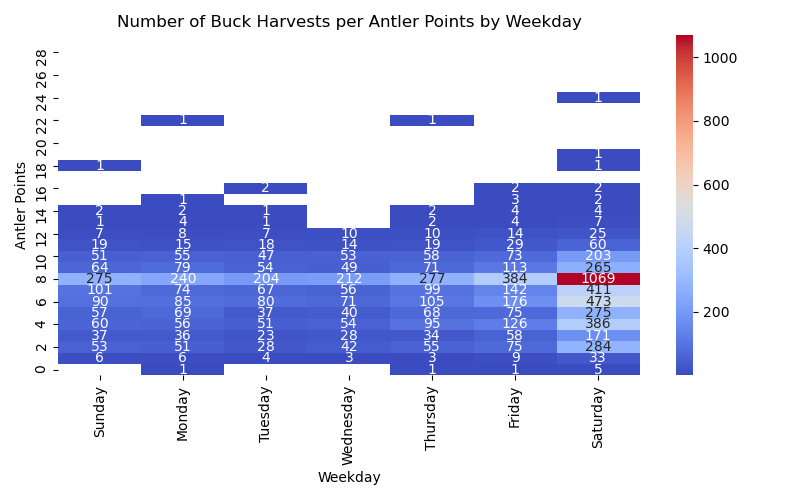 Number of Buck Harvests per Antler Points by Weekday
28
26
24 1
22 1 1
20
1
18 1 1
16 2 2 2
1 3 2
14 2 2 1 2 4 4
1 4 1 2 4 7
12 7 8 7 10 10 14 25
19 15 18 14 19 29 60
10 51 55 47 53 58 73 203
64 79 54 49 71 113 265
8 275 240 204 212 277 384 1069
101 74 67 56 99 142 411
6 90 85 80 71 105 176 473
57 69 37 40 68 75 275
4 60 56 51 54 95 126 386
37 36 23 28 34 58 171
2 53 51 28 42 55 75 284
6 6 4 3 3 9 33
0 1 1 1 5
Antler Points
Sunday Monday Tuesday Wednesday Thursday Friday Saturday
Weekday
1000
800
600
400
200